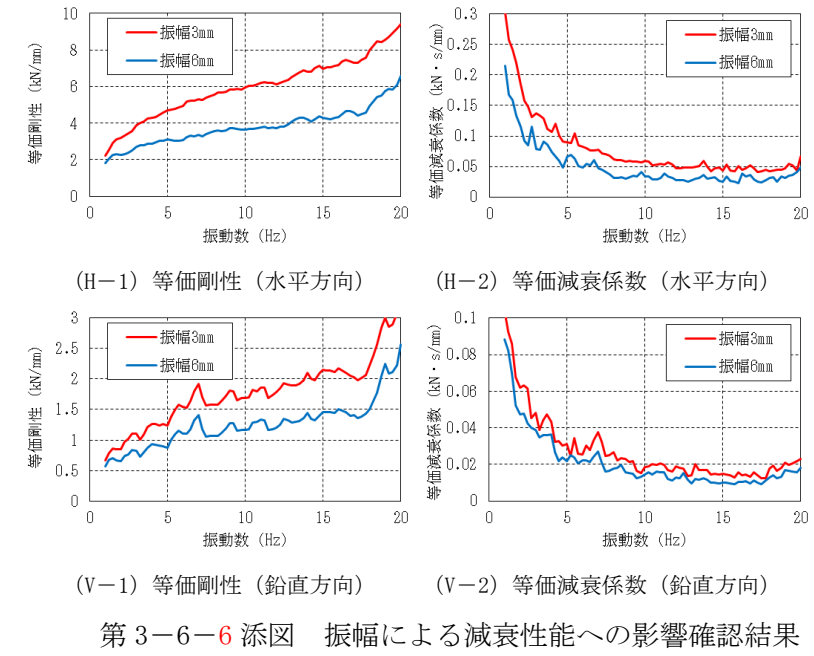 等価剛性 (kN/mm)
10
8
6
4
2
0
振幅3mm
振幅6mm
0 5 10 15 20
振動数 (Hz)
(H－1) 等価剛性 (水平方向)
等価減衰係数 (kN・s/mm)
0.3
0.25
0.2
0.15
0.1
0.05
0
振幅3mm
振幅6mm
0 5 10 15 20
振動数 (Hz)
(H－2) 等価減衰係数 (水平方向)
等価剛性 (kN/mm)
3
2.5
2
1.5
1
0.5
0
振幅3mm
振幅6mm
0 5 10 15 20
振動数 (Hz)
(V－1) 等価剛性 (鉛直方向)
等価減衰係数 (kN・s/mm)
0.1
0.08
0.06
0.04
0.02
0
振幅3mm
振幅6mm
0 5 10 15 20
振動数 (Hz)
(V－2) 等価減衰係数 (鉛直方向)
第3－6－6添図　振幅による減衰性能への影響確認結果